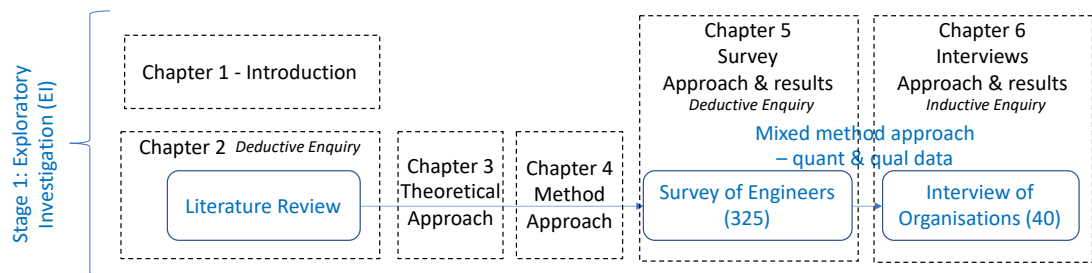 Stage 1: Exploratory
Investigation (EI)
Chapter 1 - Introduction
Chapter 2 Deductive Enquiry
Literature Review
Chapter 3
Theoretical
Approach
Chapter 4
Method
Approach
Chapter 5
Survey
Approach & results
Deductive Enquiry
Chapter 6
Interviews
Approach & results
Inductive Enquiry
Mixed method approach
– quant & qual data
Survey of Engineers
(325)
Interview of
Organisations (40)